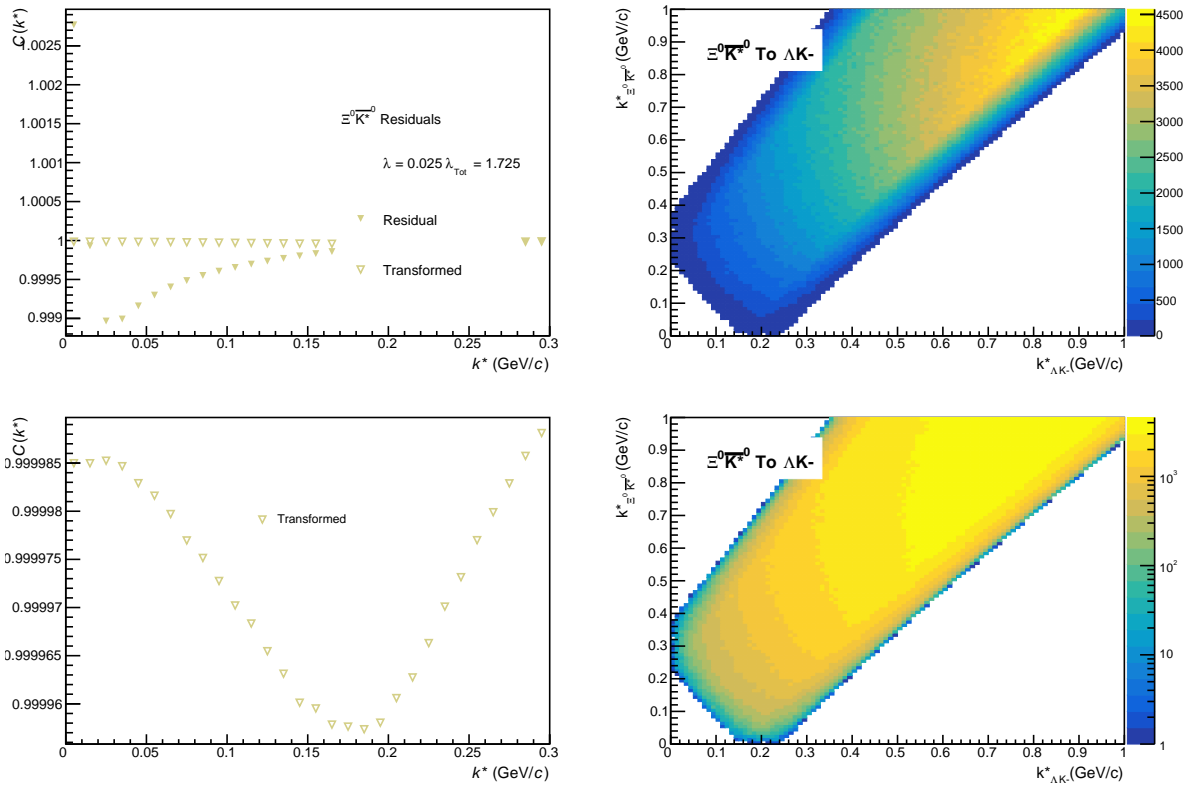 C(k*)
1.0025
1.002
1.0015
1.001
1.0005
1
0.9995
0.999
Ξ⁰K̅*⁰ Residuals
λ = 0.025 λTot = 1.725
Residual
Transformed
0 0.05 0.1 0.15 0.2 0.25 0.3
k* (GeV/c)
k*Ξ⁰K̅*⁰ (GeV/c)
1
0.9
0.8
0.7
0.6
0.5
0.4
0.3
0.2
0.1
0
Ξ⁰K̅*⁰ To ΛK-
0 0.1 0.2 0.3 0.4 0.5 0.6 0.7 0.8 0.9 1
k*ΛK- (GeV/c)
4500
4000
3500
3000
2500
2000
1500
1000
500
0
C(k*)
0.999985
0.99998
0.999975
0.99997
0.999965
0.99996
Transformed
0 0.05 0.1 0.15 0.2 0.25 0.3
k* (GeV/c)
k*Ξ⁰K̅*⁰ (GeV/c)
1
0.9
0.8
0.7
0.6
0.5
0.4
0.3
0.2
0.1
0
Ξ⁰K̅*⁰ To ΛK-
0 0.1 0.2 0.3 0.4 0.5 0.6 0.7 0.8 0.9 1
k*ΛK- (GeV/c)
10³
10²
10
1